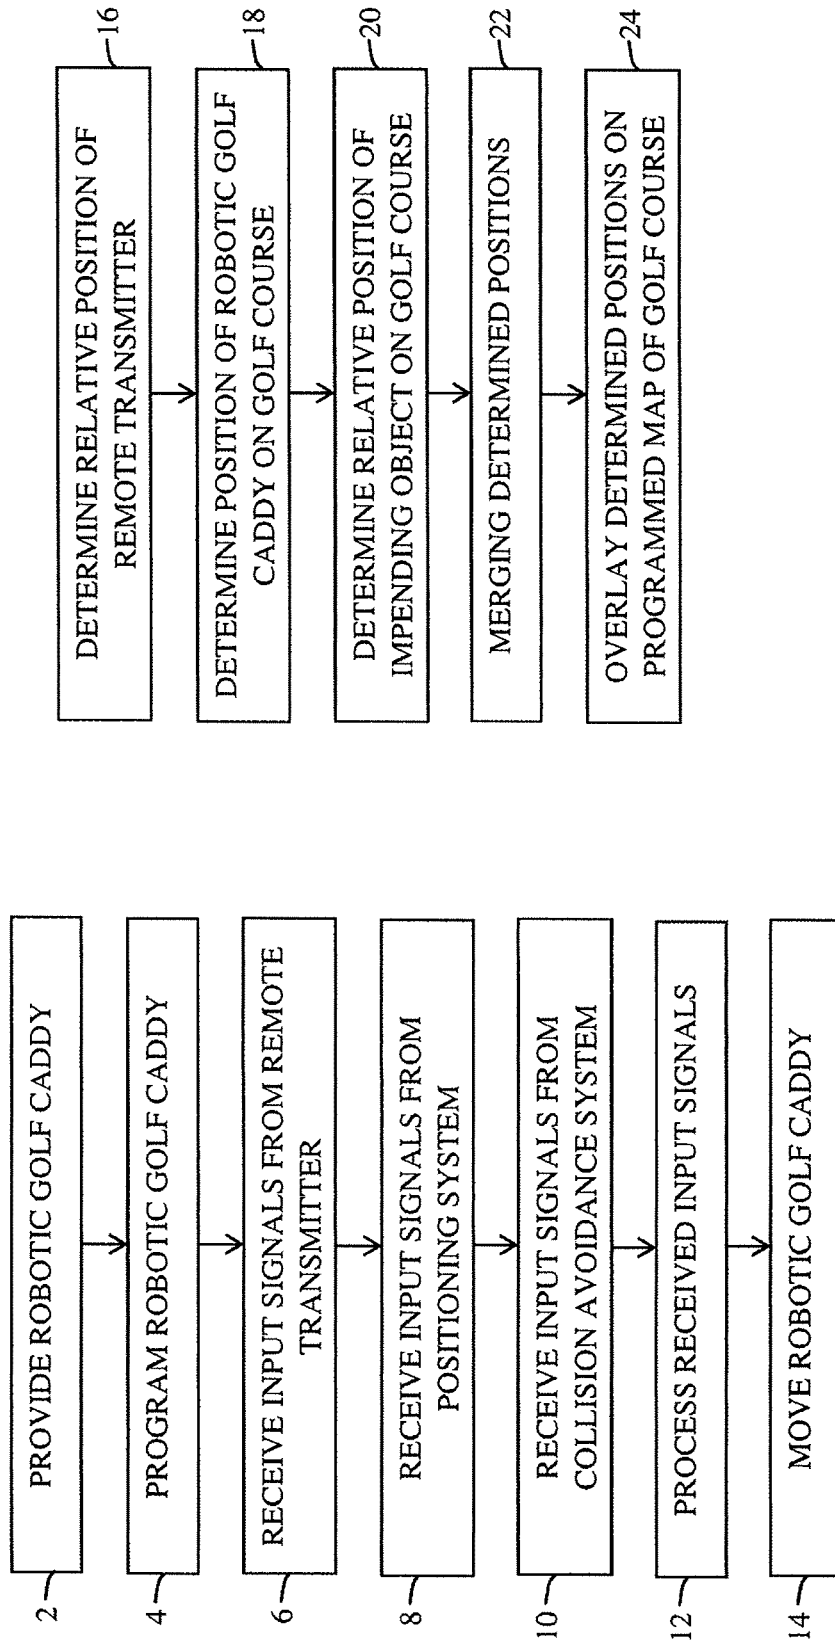 2
PROVIDE ROBOTIC GOLF CADDY
4
PROGRAM ROBOTIC GOLF CADDY
6
RECEIVE INPUT SIGNALS FROM REMOTE
TRANSMITTER
8
RECEIVE INPUT SIGNALS FROM
POSITIONING SYSTEM
10
RECEIVE INPUT SIGNALS FROM
COLLISION AVOIDANCE SYSTEM
12
PROCESS RECEIVED INPUT SIGNALS
14
MOVE ROBOTIC GOLF CADDY
DETERMINE RELATIVE POSITION OF
REMOTE TRANSMITTER
16
DETERMINE POSITION OF ROBOTIC GOLF
CADDY ON GOLF COURSE
18
DETERMINE RELATIVE POSITION OF
IMPENDING OBJECT ON GOLF COURSE
20
MERGING DETERMINED POSITIONS
22
OVERLAY DETERMINED POSITIONS ON
PROGRAMMED MAP OF GOLF COURSE
24